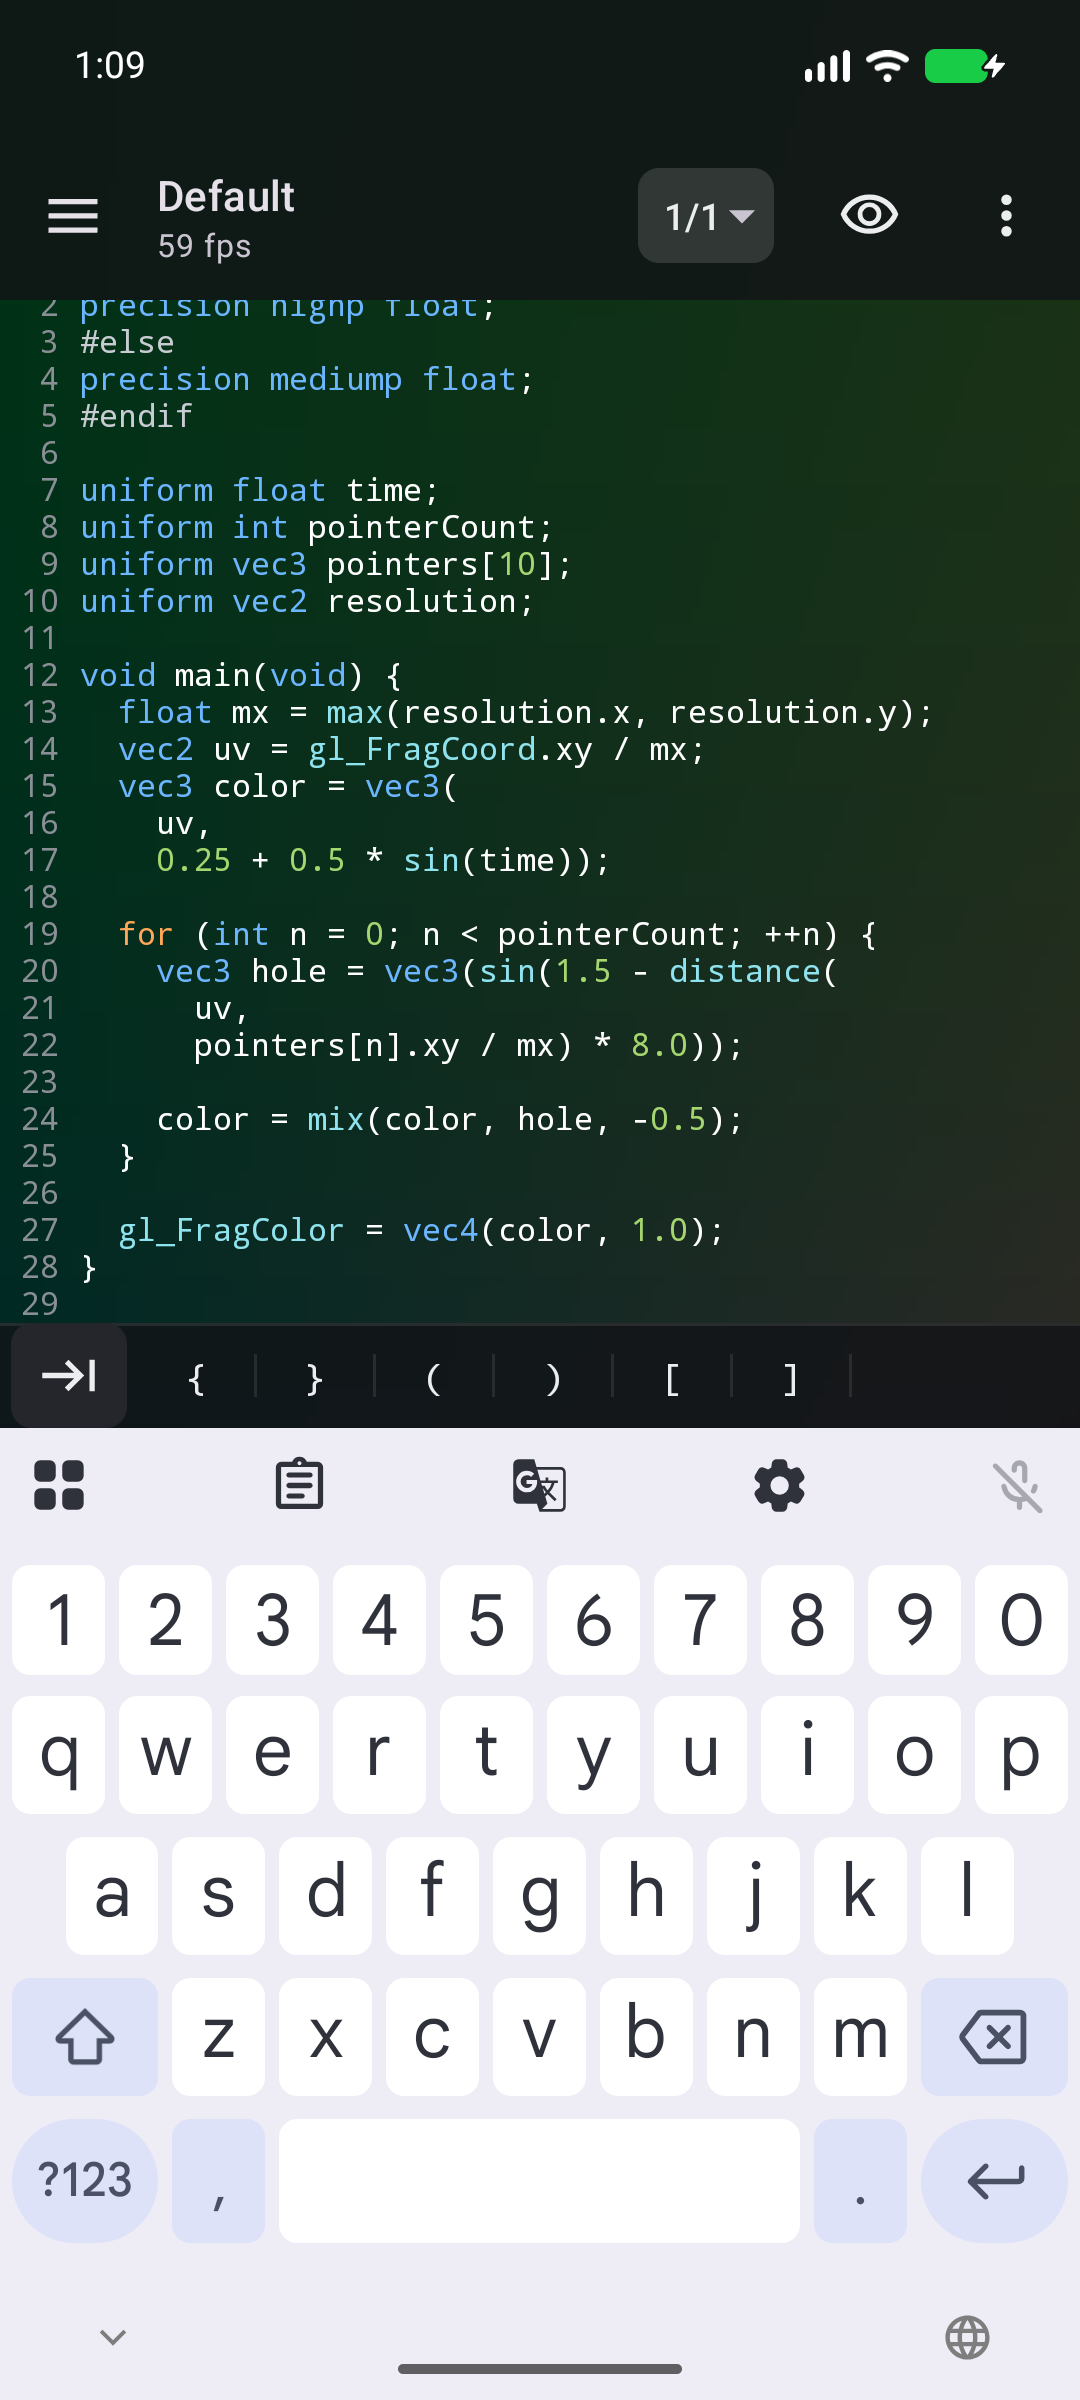 1:09
Default
59 fps
1/1
2 precision highp float;
3 #else
4 precision mediump float;
5 #endif
6
7 uniform float time;
8 uniform int pointerCount;
9 uniform vec3 pointers[10];
10 uniform vec2 resolution;
11
12 void main(void) {
13   float mx = max(resolution.x, resolution.y);
14   vec2 uv = gl_FragCoord.xy / mx;
15   vec3 color = vec3(
16     uv,
17     0.25 + 0.5 * sin(time));
18
19   for (int n = 0; n < pointerCount; ++n) {
20     vec3 hole = vec3(sin(1.5 - distance(
21       uv,
22       pointers[n].xy / mx) * 8.0));
23
24     color = mix(color, hole, -0.5);
25   }
26
27   gl_FragColor = vec4(color, 1.0);
28 }
29
{ } ( ) [ ]
1 2 3 4 5 6 7 8 9 0
q w e r t y u i o p
a s d f g h j k l
z x c v b n m
?123 , .